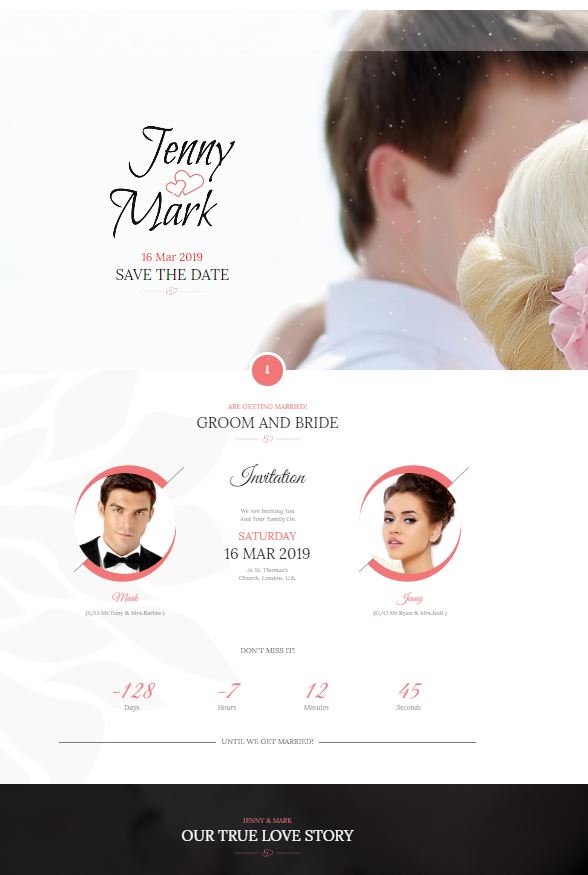 Jenny
Mark
16 Mar 2019
SAVE THE DATE
ARE GETTING MARRIED!
GROOM AND BRIDE
Invitation
We Are Inviting You
And Your Family On
SATURDAY
16 MAR 2019
At St. Thomas's
Church, London, U.K.
Mark
(S/O Mr.Tony & Mrs.Barbie )
Jenny
(D/O Mr.Ryan & Mrs.Jodi )
DON'T MISS IT!
-128 -7 12 45
Days Hours Minutes Seconds
UNTIL WE GET MARRIED!
JENNY & MARK
OUR TRUE LOVE STORY